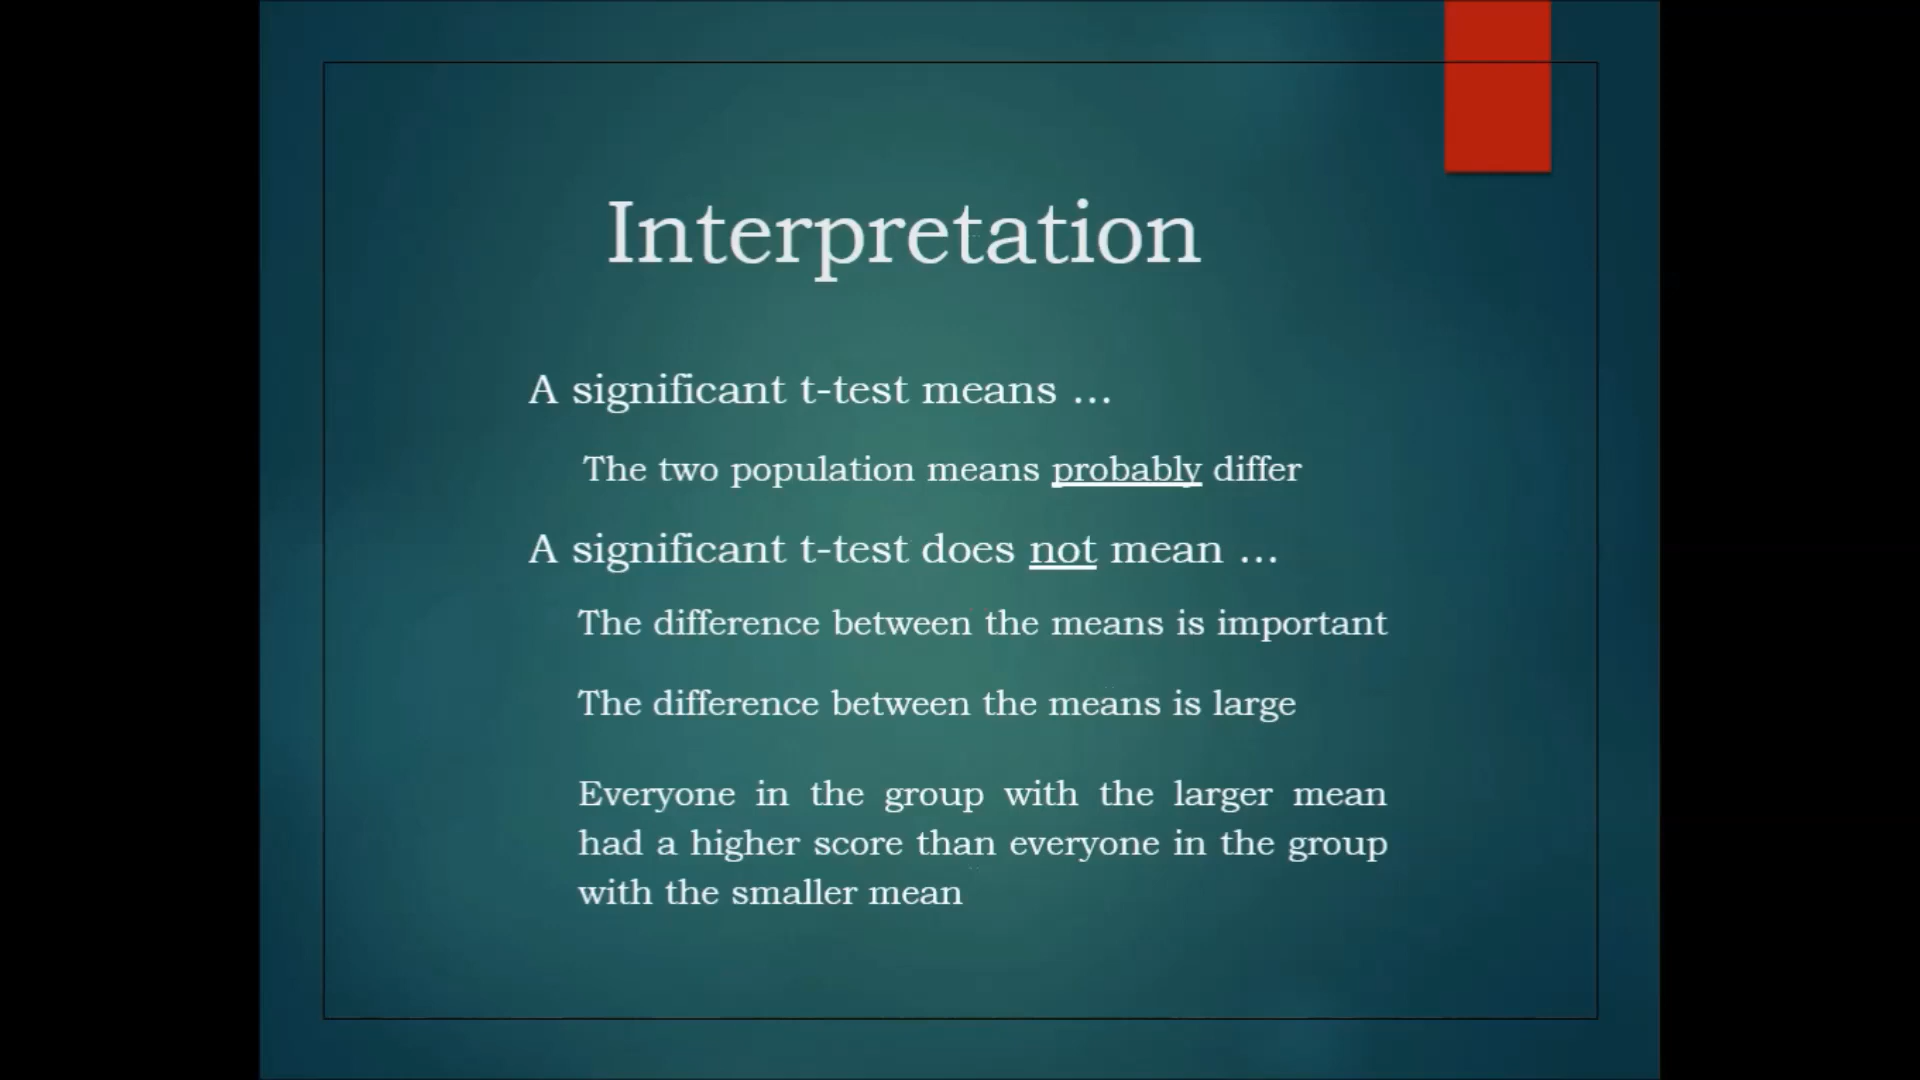 Interpretation
A significant t-test means ...
The two population means probably differ
A significant t-test does not mean ...
The difference between the means is important
The difference between the means is large
Everyone in the group with the larger mean
had a higher score than everyone in the group
with the smaller mean